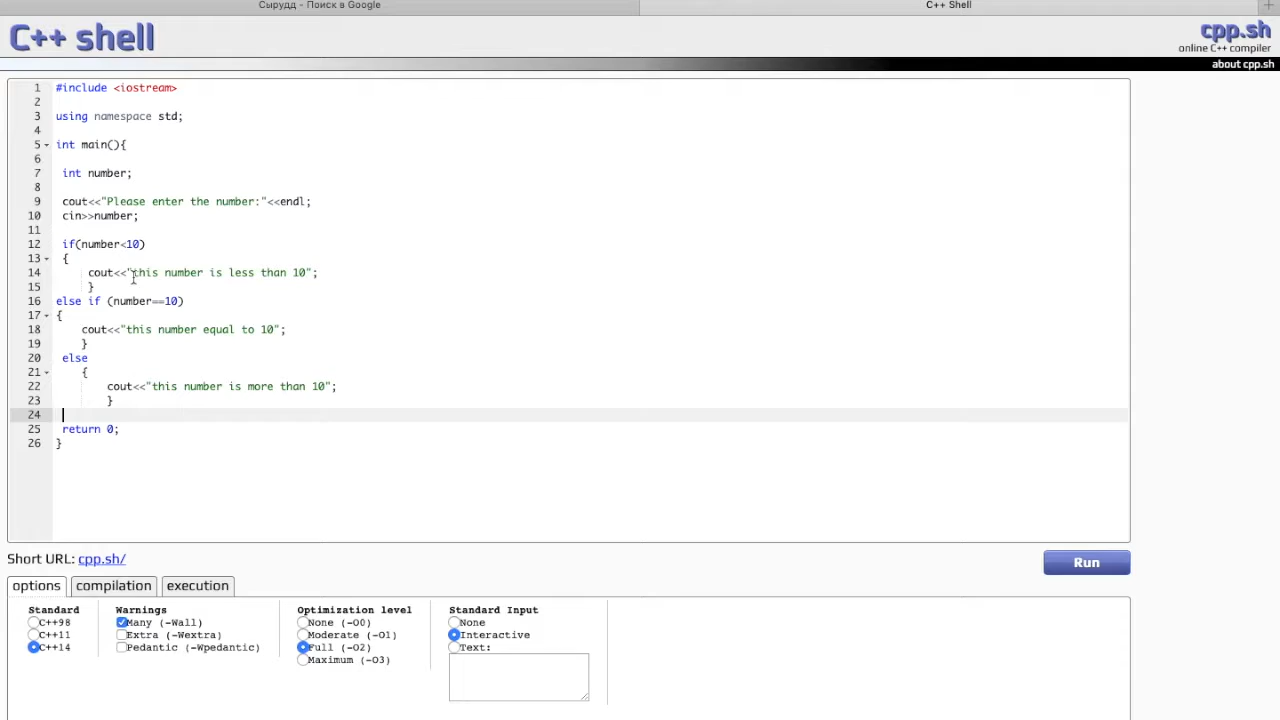 Сырудд - Поиск в Google
C++ Shell
C++ shell
cpp.sh
online C++ compiler
about cpp.sh
1 #include <iostream>
2
3 using namespace std;
4
5 int main(){
6
7 int number;
8
9 cout<<"Please enter the number:"<<endl;
10 cin>>number;
11
12 if(number<10)
13 {
14 cout<<"this number is less than 10";
15 }
16 else if (number==10)
17 {
18 cout<<"this number equal to 10";
19 }
20 else
21 {
22 cout<<"this number is more than 10";
23 }
24
25 return 0;
26 }
Short URL: cpp.sh/
Run
options compilation execution
Standard Warnings Optimization level Standard Input
C++98 Many (-Wall) None (-O0) None
C++11 Extra (-Wextra) Moderate (-O1) Interactive
C++14 Pedantic (-Wpedantic) Full (-O2) Text:
Maximum (-O3)